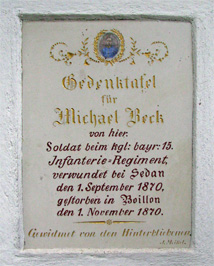 Gedenktafel
für
Michael Beck
von hier.
Soldat beim kgl: bayr: 15.
Infanterie-Regiment,
verwundet bei Sedan
den 1. September 1870,
gestorben in Boillon
den 1. November 1870.
Gewidmet von den Hinterbliebenen.